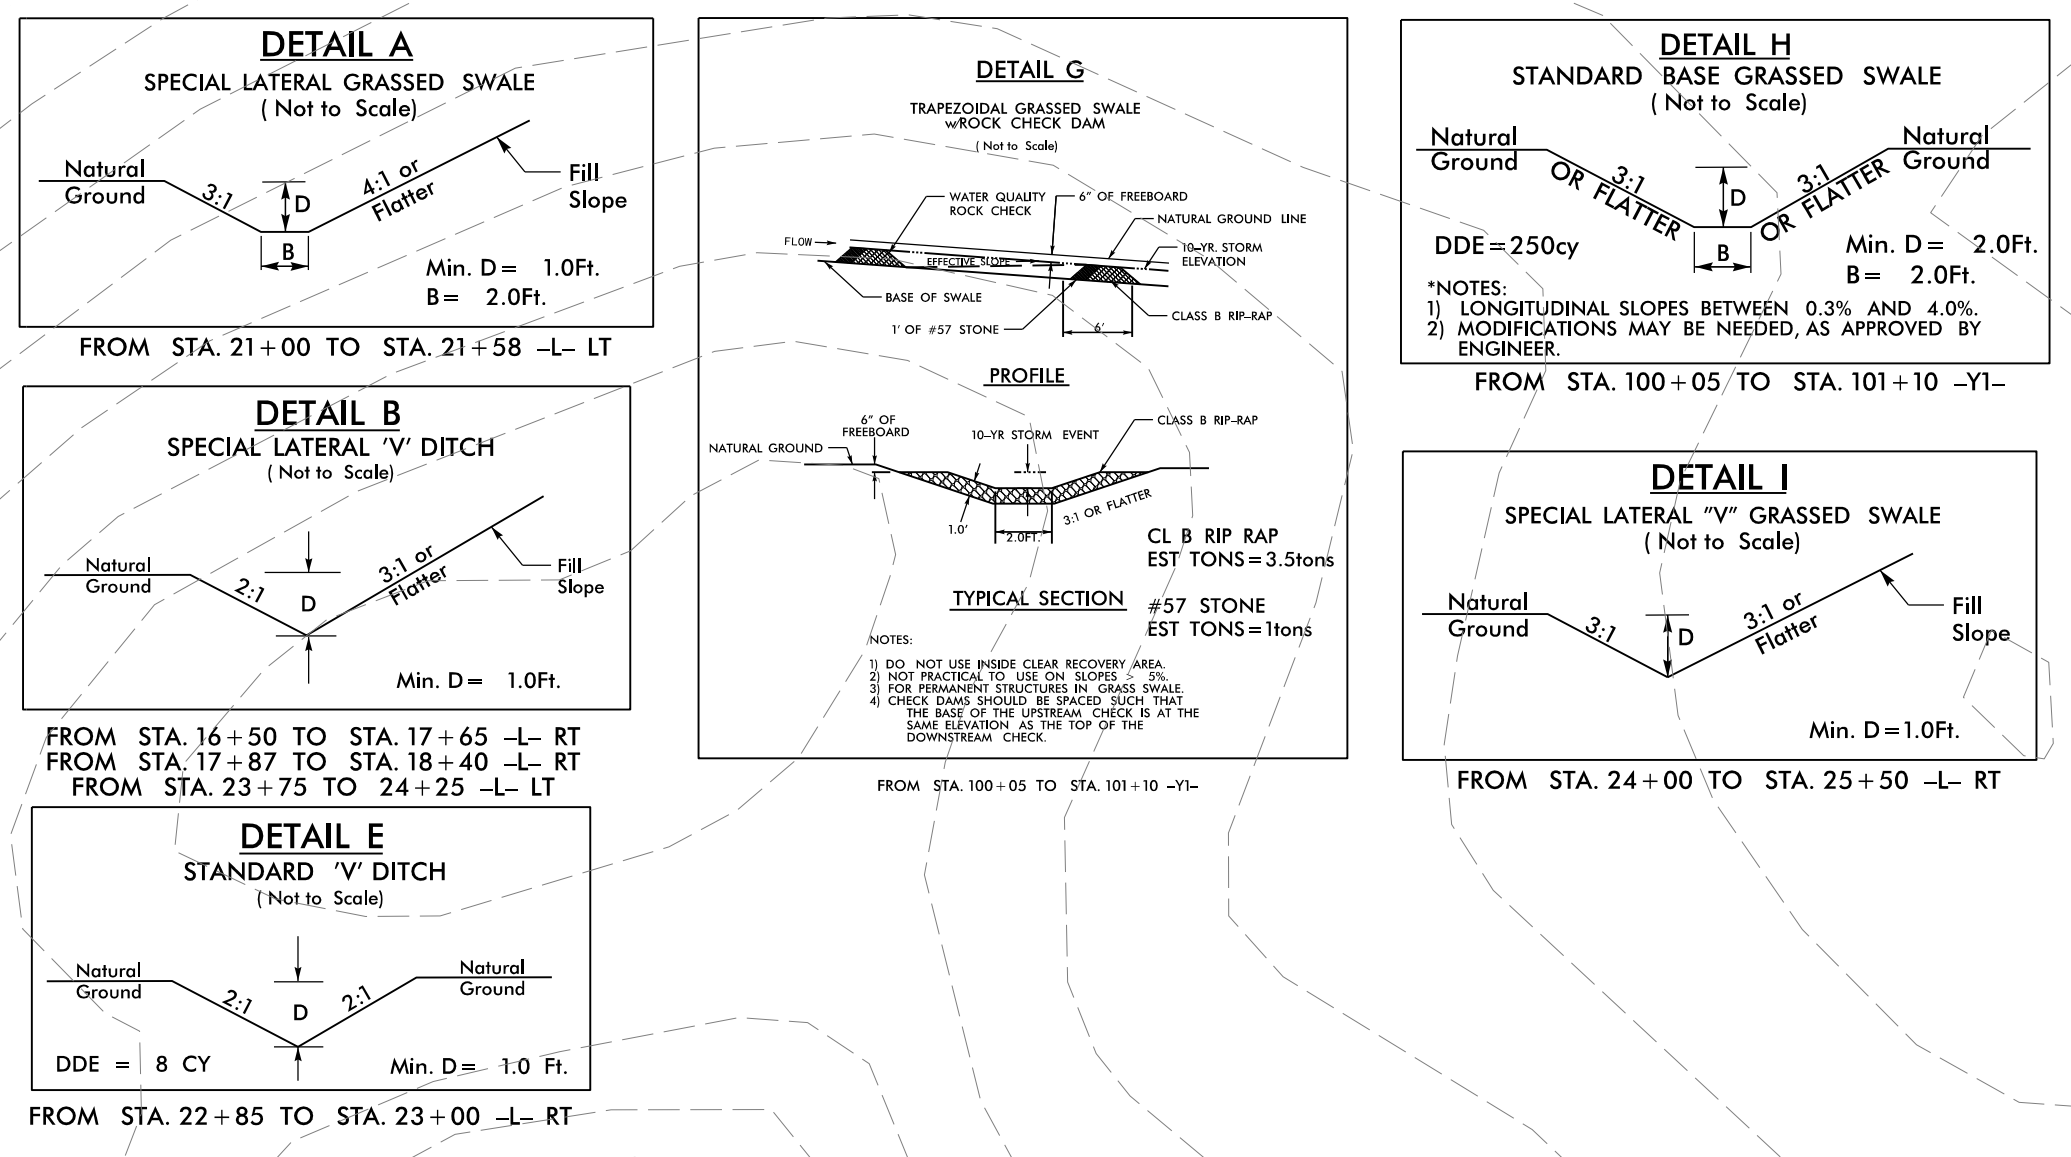 DETAIL A
SPECIAL LATERAL GRASSED SWALE
( Not to Scale)
Natural
Ground
3:1
D
4:1 or
Flatter
Fill
Slope
B
Min. D = 1.0Ft.
B = 2.0Ft.
FROM STA. 21+00 TO STA. 21+58 -L- LT
DETAIL B
SPECIAL LATERAL 'V' DITCH
( Not to Scale)
Natural
Ground
2:1
D
3:1 or
Flatter
Fill
Slope
Min. D = 1.0Ft.
FROM STA. 16+50 TO STA. 17+65 -L- RT
FROM STA. 17+87 TO STA. 18+40 -L- RT
FROM STA. 23+75 TO 24+25 -L- LT
DETAIL E
STANDARD 'V' DITCH
( Not to Scale)
Natural
Ground
2:1
D
2:1
Natural
Ground
DDE = 8 CY
Min. D = 1.0 Ft.
FROM STA. 22+85 TO STA. 23+00 -L- RT
DETAIL G
TRAPEZOIDAL GRASSED SWALE
w/ROCK CHECK DAM
( Not to Scale)
WATER QUALITY
ROCK CHECK
6" OF FREEBOARD
NATURAL GROUND LINE
FLOW
10-YR. STORM
ELEVATION
EFFECTIVE SLOPE
BASE OF SWALE
CLASS B RIP-RAP
1' OF #57 STONE
6'
PROFILE
6" OF
FREEBOARD
CLASS B RIP-RAP
10-YR STORM EVENT
NATURAL GROUND
1.0'
2.0FT.
3:1 OR FLATTER
CL B RIP RAP
EST TONS=3.5tons
TYPICAL SECTION
#57 STONE
EST TONS=1tons
NOTES:
1) DO NOT USE INSIDE CLEAR RECOVERY AREA.
2) NOT PRACTICAL TO USE ON SLOPES > 5%.
3) FOR PERMANENT STRUCTURES IN GRASS SWALE.
4) CHECK DAMS SHOULD BE SPACED SUCH THAT
THE BASE OF THE UPSTREAM CHECK IS AT THE
SAME ELEVATION AS THE TOP OF THE
DOWNSTREAM CHECK.
FROM STA. 100+05 TO STA. 101+10 -Y1-
DETAIL H
STANDARD BASE GRASSED SWALE
( Not to Scale)
Natural
Ground
3:1
OR FLATTER
D
3:1
OR FLATTER
Natural
Ground
B
DDE=250cy
Min. D = 2.0Ft.
B = 2.0Ft.
*NOTES:
1) LONGITUDINAL SLOPES BETWEEN 0.3% AND 4.0%.
2) MODIFICATIONS MAY BE NEEDED, AS APPROVED BY
ENGINEER.
FROM STA. 100+05 TO STA. 101+10 -Y1-
DETAIL I
SPECIAL LATERAL "V" GRASSED SWALE
( Not to Scale)
Natural
Ground
3:1
D
3:1 or
Flatter
Fill
Slope
Min. D=1.0Ft.
FROM STA. 24+00 TO STA. 25+50 -L- RT